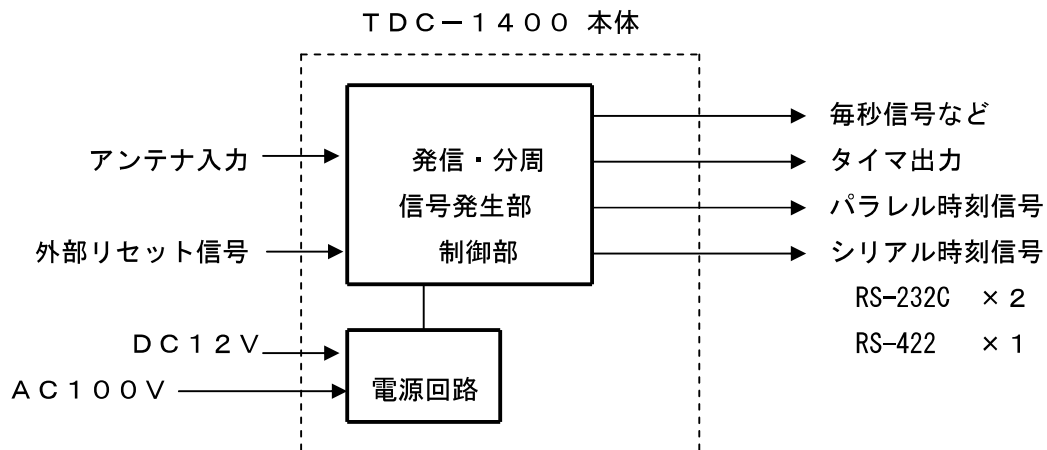 ＴＤＣ－１４００ 本体
アンテナ入力
外部リセット信号
ＤＣ１２Ｖ
ＡＣ１００Ｖ
発信・分周
信号発生部
制御部
電源回路
毎秒信号など
タイマ出力
パラレル時刻信号
シリアル時刻信号
RS-232C ×２
RS-422 ×１